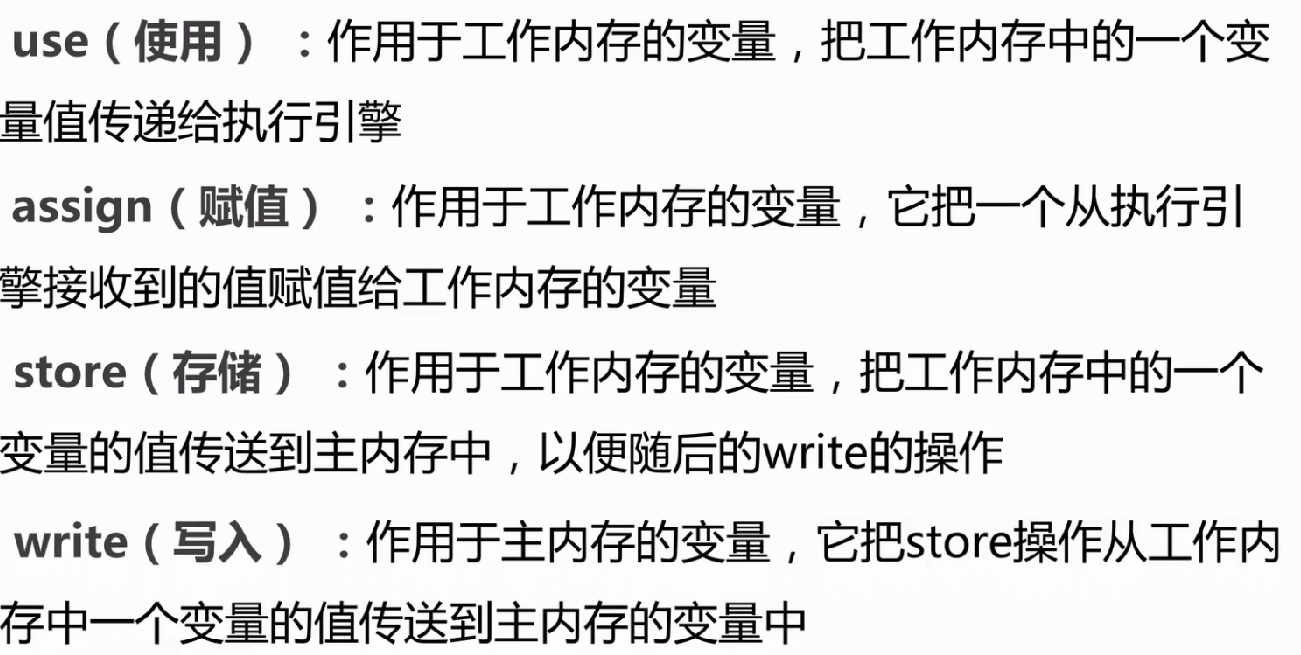 use（使用）：作用于工作内存的变量，把工作内存中的一个变
量值传递给执行引擎
assign（赋值）：作用于工作内存的变量，它把一个从执行引
擎接收到的值赋值给工作内存的变量
store（存储）：作用于工作内存的变量，把工作内存中的一个
变量的值传送到主内存中，以便随后的write的操作
write（写入）：作用于主内存的变量，它把store操作从工作内
存中一个变量的值传送到主内存的变量中